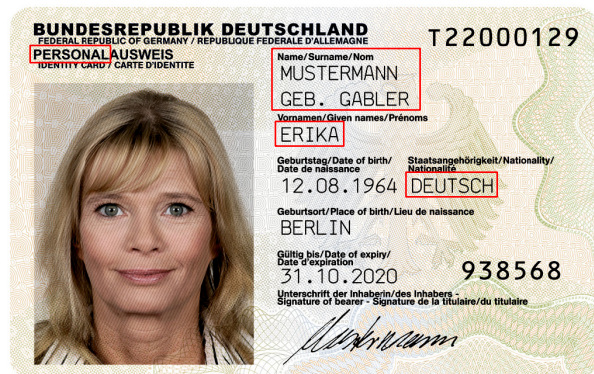 BUNDESREPUBLIK DEUTSCHLAND
FEDERAL REPUBLIC OF GERMANY / REPUBLIQUE FEDERALE D'ALLEMAGNE
PERSONALAUSWEIS
IDENTITY CARD / CARTE D'IDENTITE
T22000129
Name/Surname/Nom
MUSTERMANN
GEB. GABLER
Vornamen/Given names/Prénoms
ERIKA
Geburtstag/Date of birth/
Date de naissance
12.08.1964
Staatsangehörigkeit/Nationality/
Nationalité
DEUTSCH
Geburtsort/Place of birth/Lieu de naissance
BERLIN
Gültig bis/Date of expiry/
Date d'expiration
31.10.2020
938568
Unterschrift der Inhaberin/des Inhabers -
Signature of bearer - Signature de la titulaire/du titulaire
Mustermann